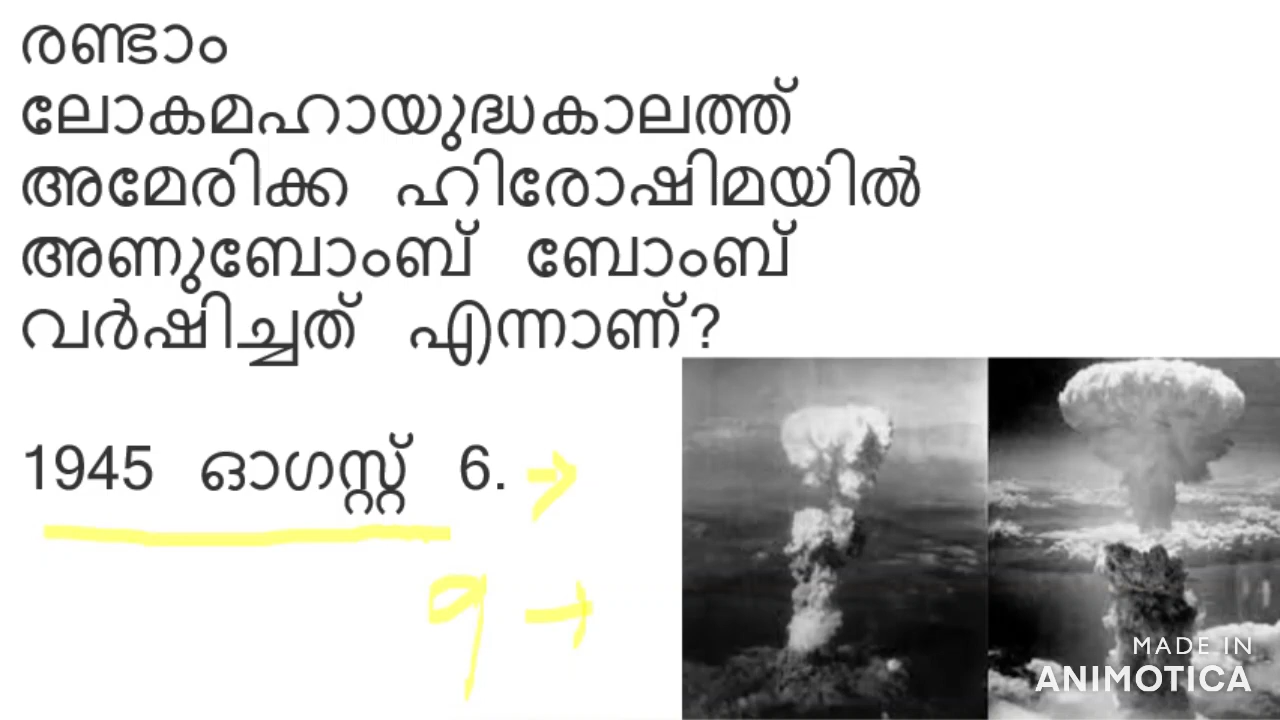 രണ്ടാം
ലോകമഹായുദ്ധകാലത്ത്
അമേരിക്ക ഹിരോഷിമയിൽ
അണുബോംബ് ബോംബ്
വർഷിച്ചത് എന്നാണ്?
1945 ഓഗസ്റ്റ് 6.
9
MADE IN
ANIMOTICA